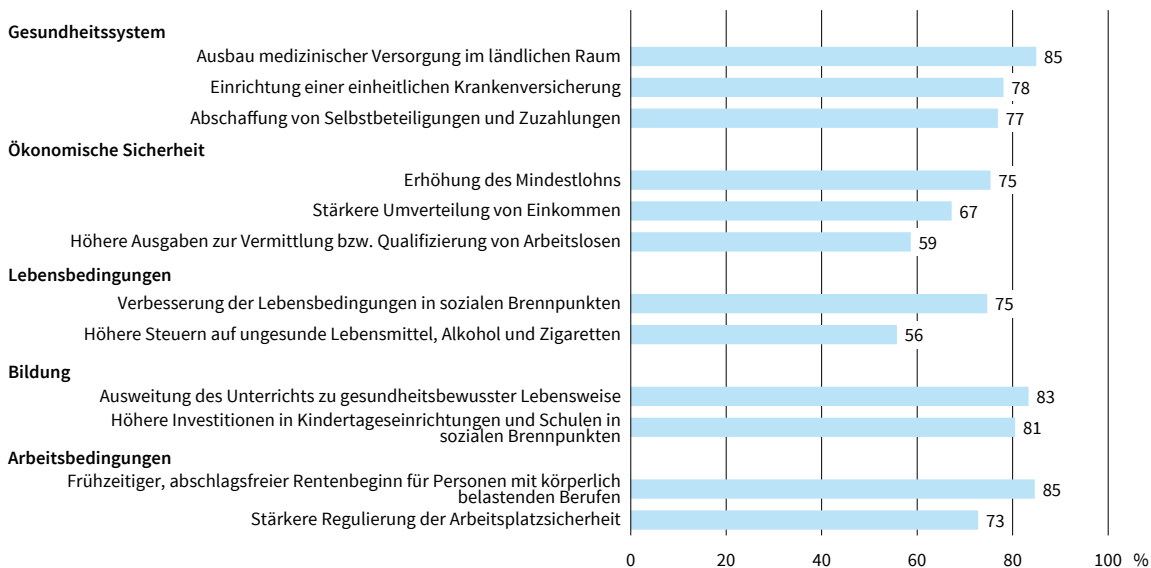 Gesundheitssystem
Ausbau medizinischer Versorgung im ländlichen Raum 85
Einrichtung einer einheitlichen Krankenversicherung 78
Abschaffung von Selbstbeteiligungen und Zuzahlungen 77
Ökonomische Sicherheit
Erhöhung des Mindestlohns 75
Stärkere Umverteilung von Einkommen 67
Höhere Ausgaben zur Vermittlung bzw. Qualifizierung von Arbeitslosen 59
Lebensbedingungen
Verbesserung der Lebensbedingungen in sozialen Brennpunkten 75
Höhere Steuern auf ungesunde Lebensmittel, Alkohol und Zigaretten 56
Bildung
Ausweitung des Unterrichts zu gesundheitsbewusster Lebensweise 83
Höhere Investitionen in Kindertageseinrichtungen und Schulen in
sozialen Brennpunkten 81
Arbeitsbedingungen
Frühzeitiger, abschlagsfreier Rentenbeginn für Personen mit körperlich
belastenden Berufen 85
Stärkere Regulierung der Arbeitsplatzsicherheit 73
0 20 40 60 80 100 %